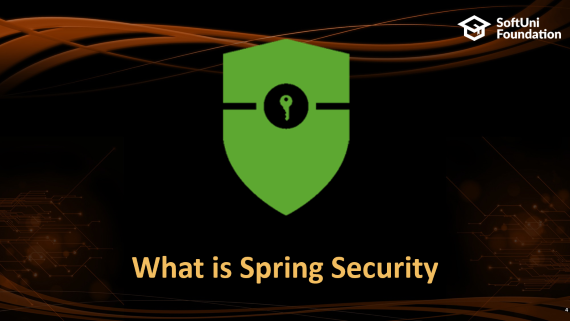 SoftUni
Foundation
What is Spring Security
4